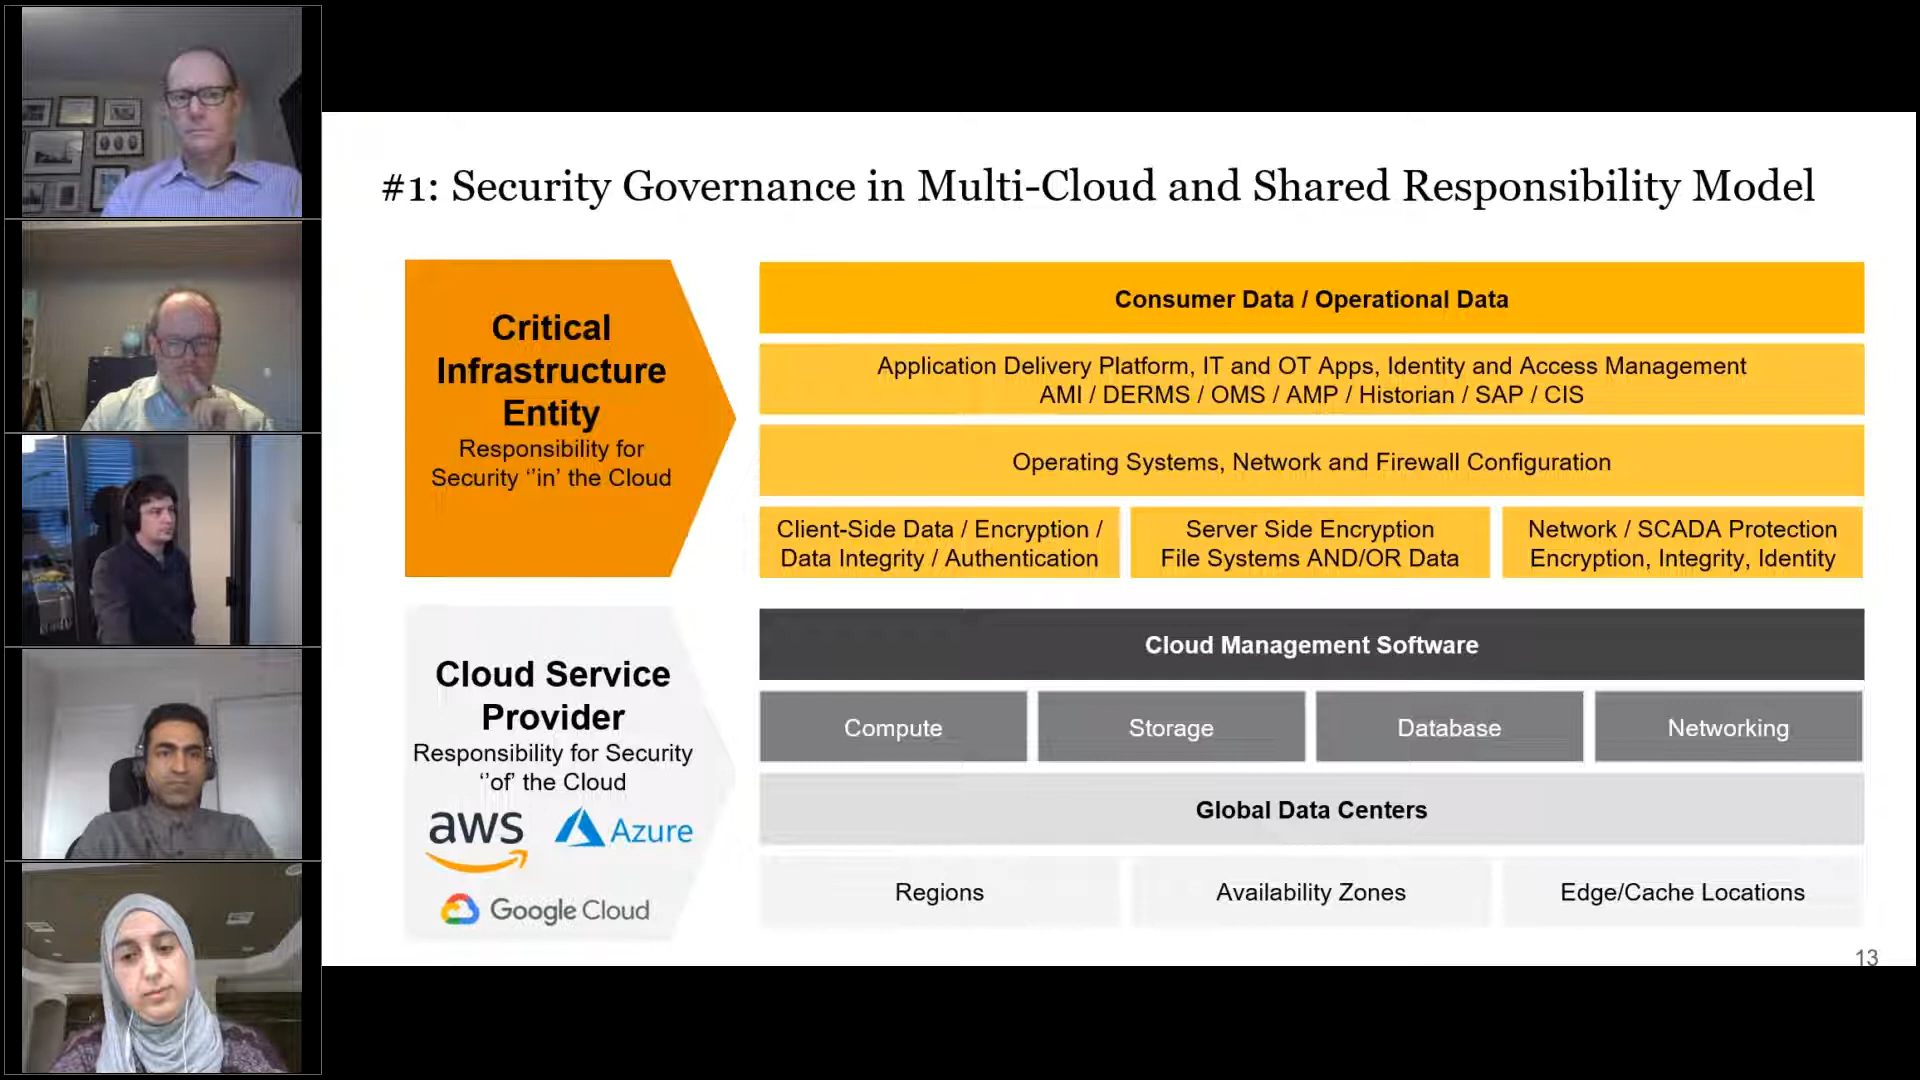 #1: Security Governance in Multi-Cloud and Shared Responsibility Model
Critical
Infrastructure
Entity
Responsibility for
Security ‘’in’ the Cloud
Consumer Data / Operational Data
Application Delivery Platform, IT and OT Apps, Identity and Access Management
AMI / DERMS / OMS / AMP / Historian / SAP / CIS
Operating Systems, Network and Firewall Configuration
Client-Side Data / Encryption /
Data Integrity / Authentication
Server Side Encryption
File Systems AND/OR Data
Network / SCADA Protection
Encryption, Integrity, Identity
Cloud Service
Provider
Responsibility for Security
‘’of’ the Cloud
aws
Azure
Google Cloud
Cloud Management Software
Compute
Storage
Database
Networking
Global Data Centers
Regions
Availability Zones
Edge/Cache Locations
13